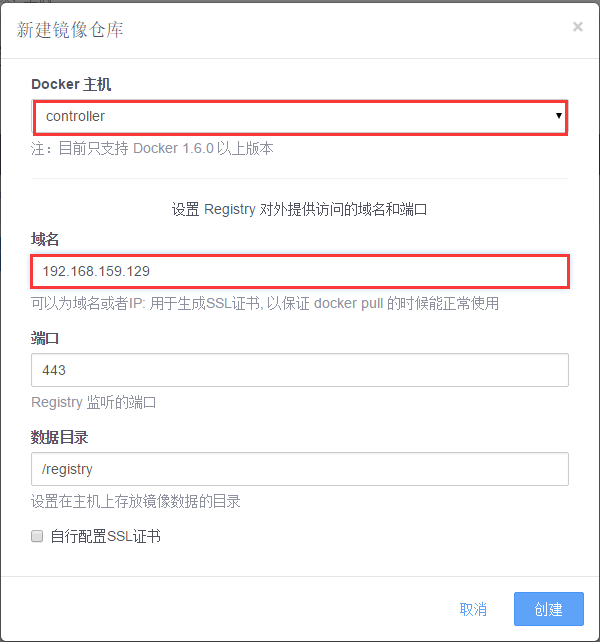 新建镜像仓库
×
Docker 主机
controller
注：目前只支持 Docker 1.6.0 以上版本
设置 Registry 对外提供访问的域名和端口
域名
192.168.159.129
可以为域名或者IP: 用于生成SSL证书, 以保证 docker pull 的时候能正常使用
端口
443
Registry 监听的端口
数据目录
/registry
设置在主机上存放镜像数据的目录
自行配置SSL证书
取消 创建